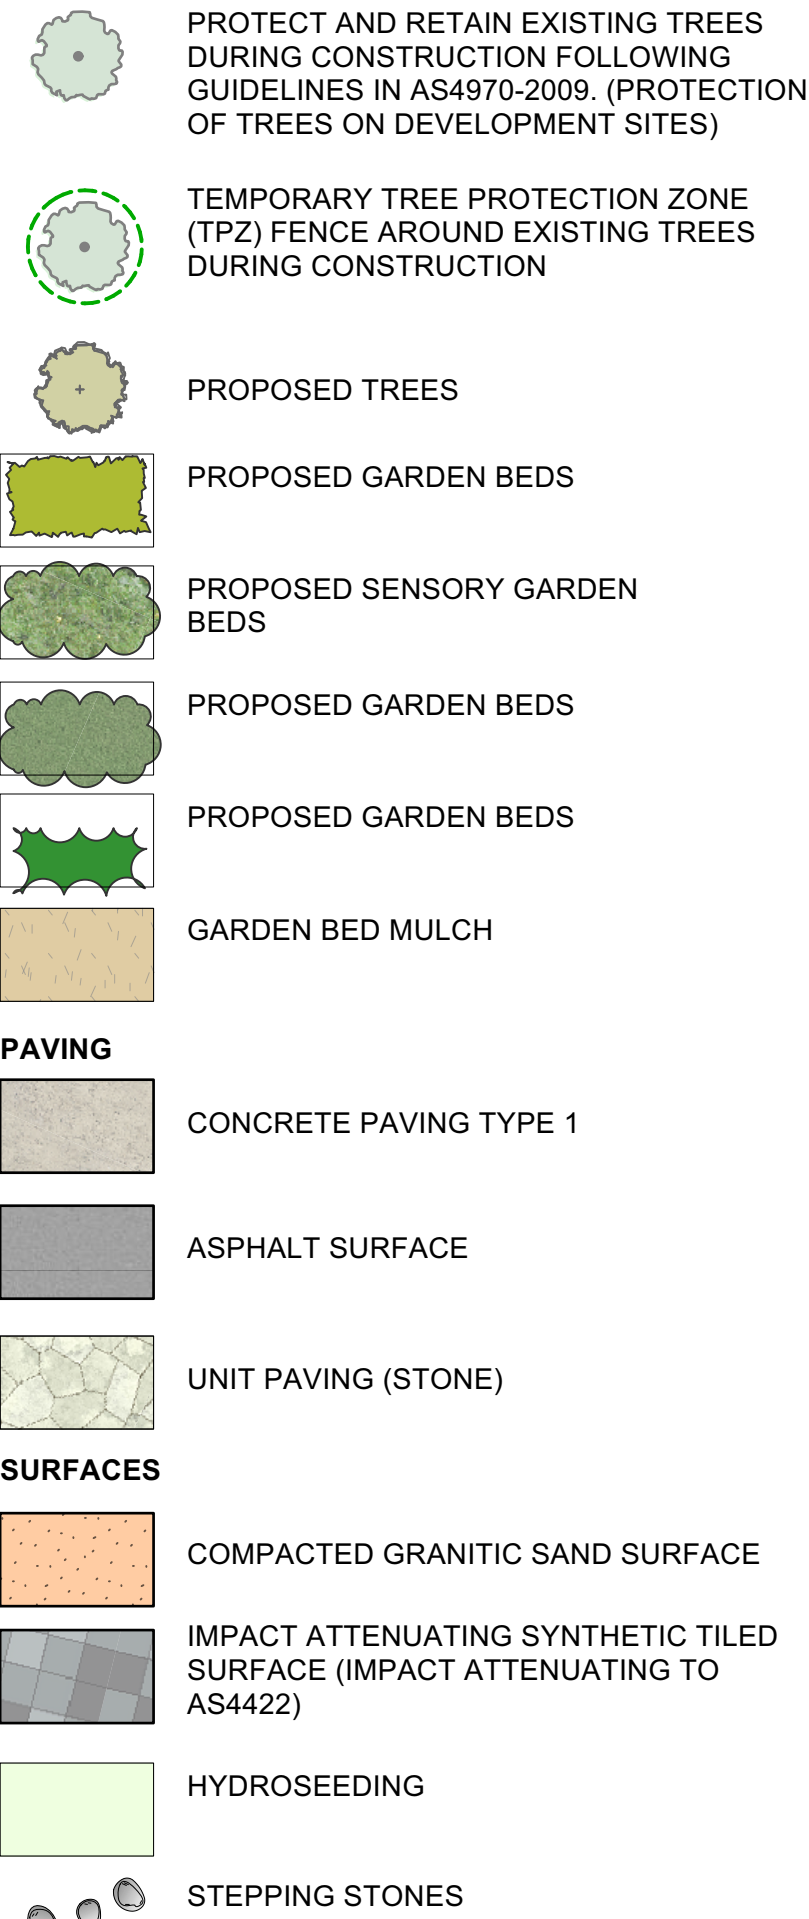 PROTECT AND RETAIN EXISTING TREES
DURING CONSTRUCTION FOLLOWING
GUIDELINES IN AS4970-2009. (PROTECTION
OF TREES ON DEVELOPMENT SITES)
TEMPORARY TREE PROTECTION ZONE
(TPZ) FENCE AROUND EXISTING TREES
DURING CONSTRUCTION
PROPOSED TREES
PROPOSED GARDEN BEDS
PROPOSED SENSORY GARDEN
BEDS
PROPOSED GARDEN BEDS
PROPOSED GARDEN BEDS
GARDEN BED MULCH
PAVING
CONCRETE PAVING TYPE 1
ASPHALT SURFACE
UNIT PAVING (STONE)
SURFACES
COMPACTED GRANITIC SAND SURFACE
IMPACT ATTENUATING SYNTHETIC TILED
SURFACE (IMPACT ATTENUATING TO
AS4422)
HYDROSEEDING
STEPPING STONES